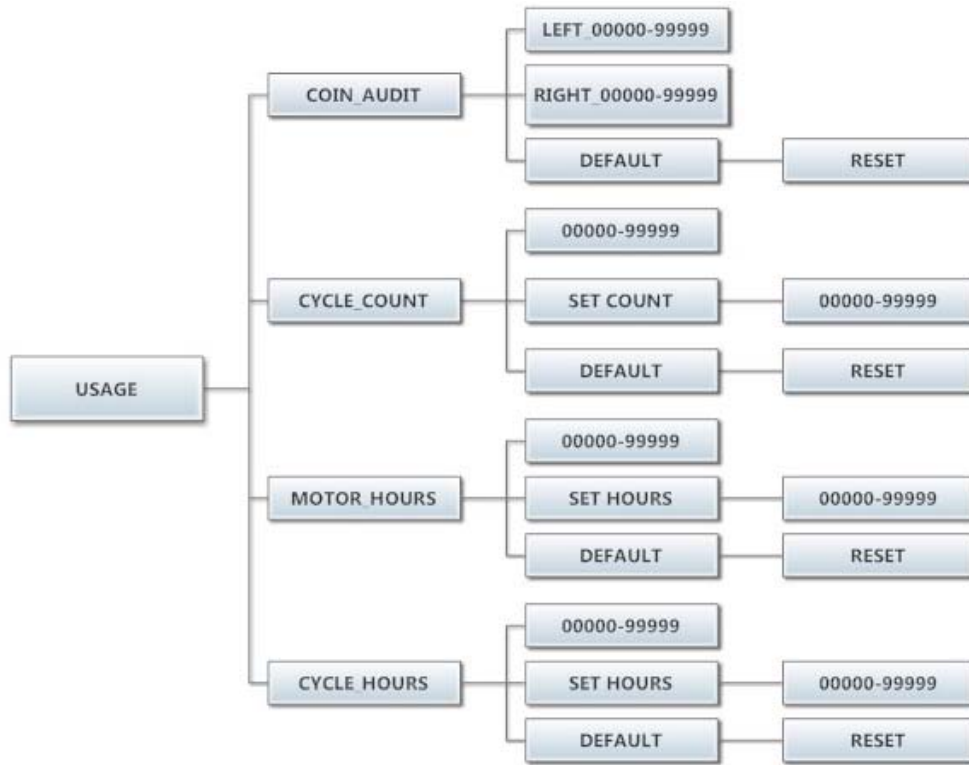 LEFT_00000-99999
COIN_AUDIT
RIGHT_00000-99999
DEFAULT
RESET
00000-99999
CYCLE_COUNT
SET COUNT
00000-99999
DEFAULT
RESET
USAGE
00000-99999
MOTOR_HOURS
SET HOURS
00000-99999
DEFAULT
RESET
00000-99999
CYCLE_HOURS
SET HOURS
00000-99999
DEFAULT
RESET